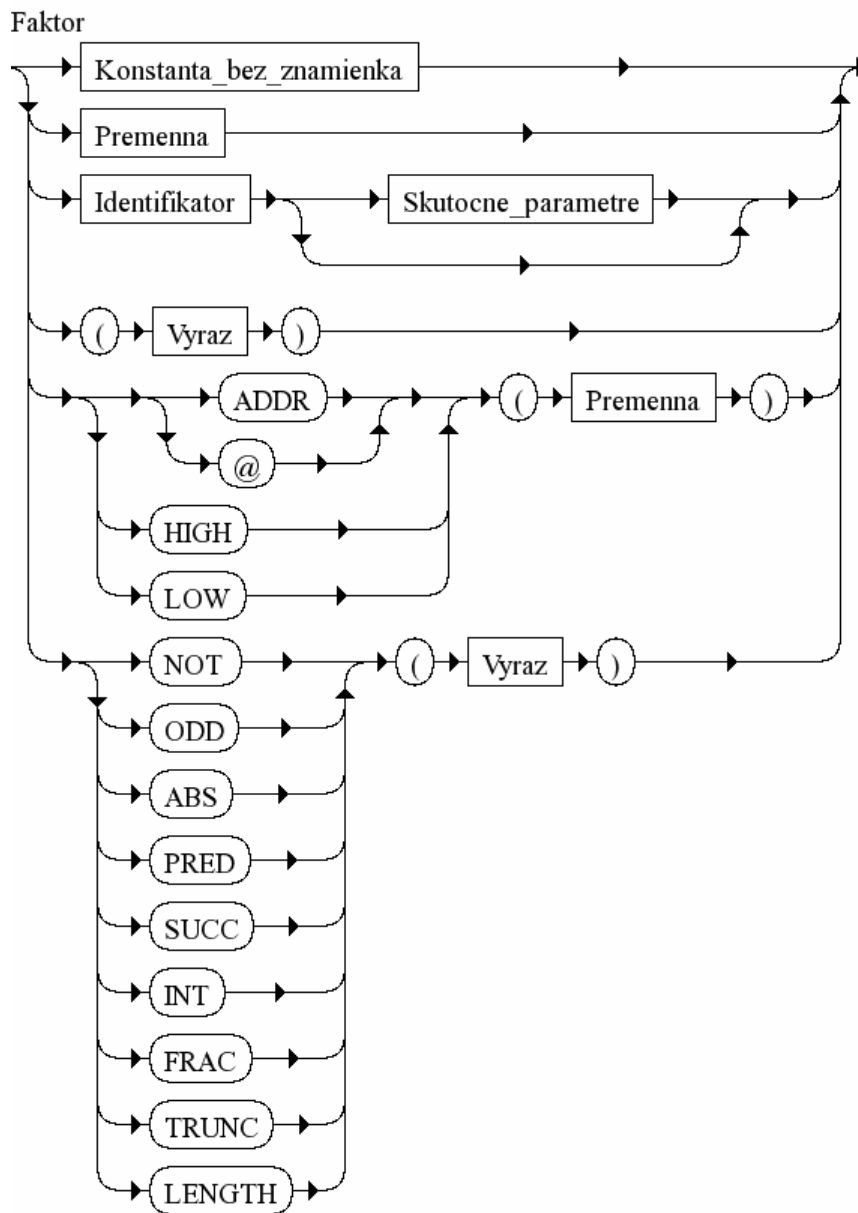 Faktor
Konstanta_bez_znamienka
Premenna
Identifikator Skutocne_parametre
( Vyraz )
ADDR ( Premenna )
@
HIGH
LOW
NOT ( Vyraz )
ODD
ABS
PRED
SUCC
INT
FRAC
TRUNC
LENGTH